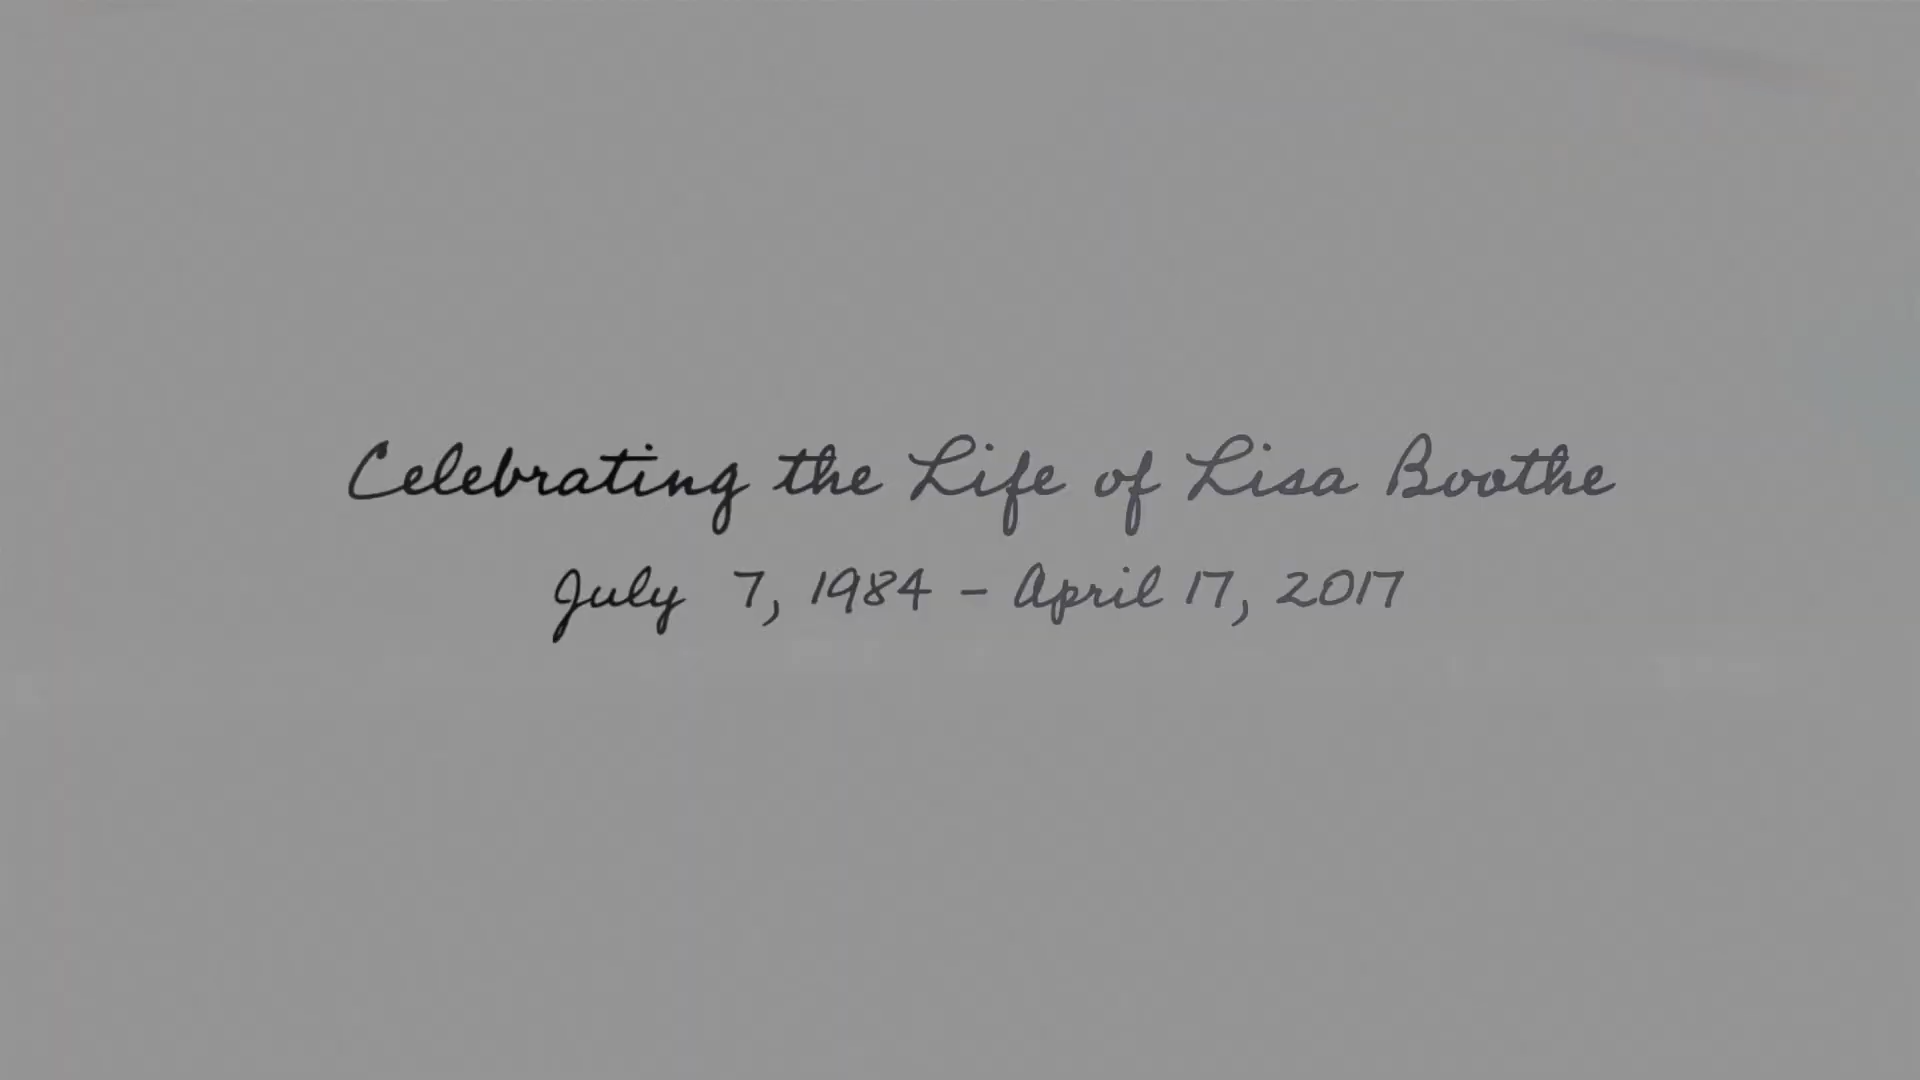 Celebrating the Life of Lisa Boothe
July 7, 1984 - April 17, 2017